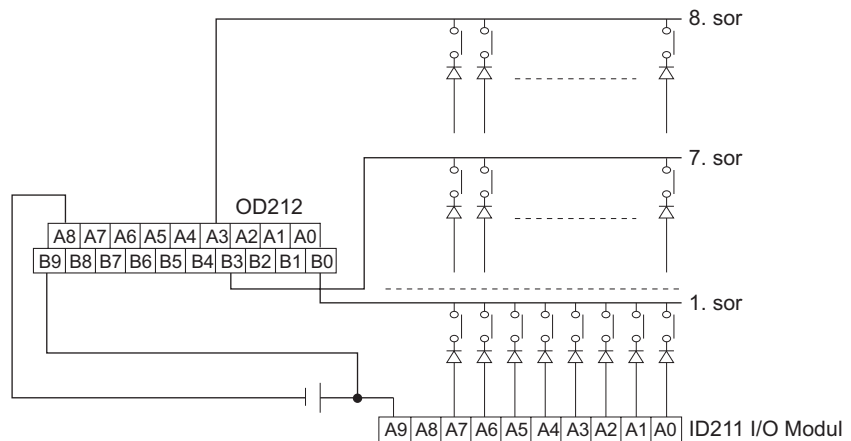 8. sor
7. sor
OD212
A8 A7 A6 A5 A4 A3 A2 A1 A0
B9 B8 B7 B6 B5 B4 B3 B2 B1 B0
1. sor
A9 A8 A7 A6 A5 A4 A3 A2 A1 A0 ID211 I/O Modul